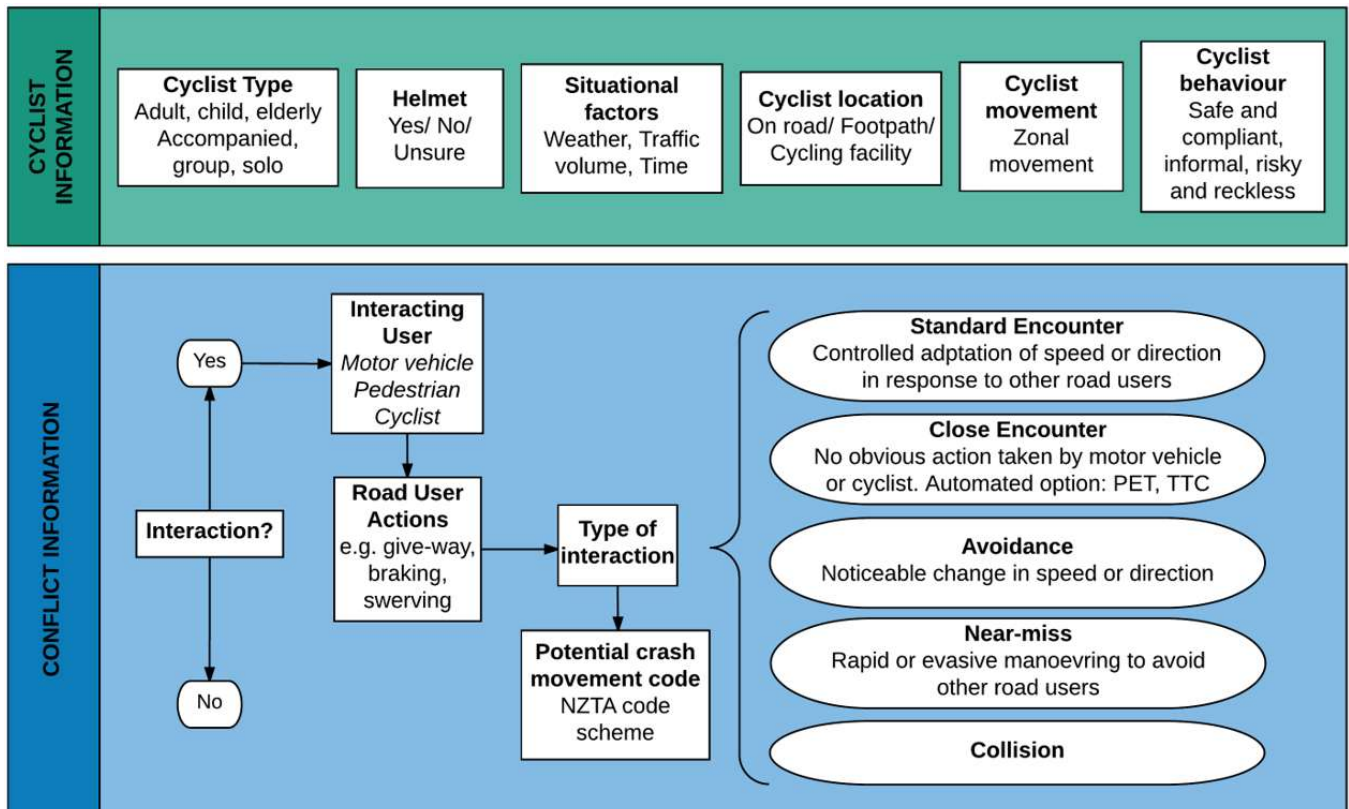 CYCLIST
INFORMATION
Cyclist Type
Adult, child, elderly
Accompanied,
group, solo
Helmet
Yes/ No/
Unsure
Situational
factors
Weather, Traffic
volume, Time
Cyclist location
On road/ Footpath/
Cycling facility
Cyclist
movement
Zonal
movement
Cyclist
behaviour
Safe and
compliant,
informal, risky
and reckless
CONFLICT INFORMATION
Interaction?
Yes
No
Interacting
User
Motor vehicle
Pedestrian
Cyclist
Road User
Actions
e.g. give-way,
braking,
swerving
Type of
interaction
Potential crash
movement code
NZTA code
scheme
Standard Encounter
Controlled adptation of speed or direction
in response to other road users
Close Encounter
No obvious action taken by motor vehicle
or cyclist. Automated option: PET, TTC
Avoidance
Noticeable change in speed or direction
Near-miss
Rapid or evasive manoevring to avoid
other road users
Collision